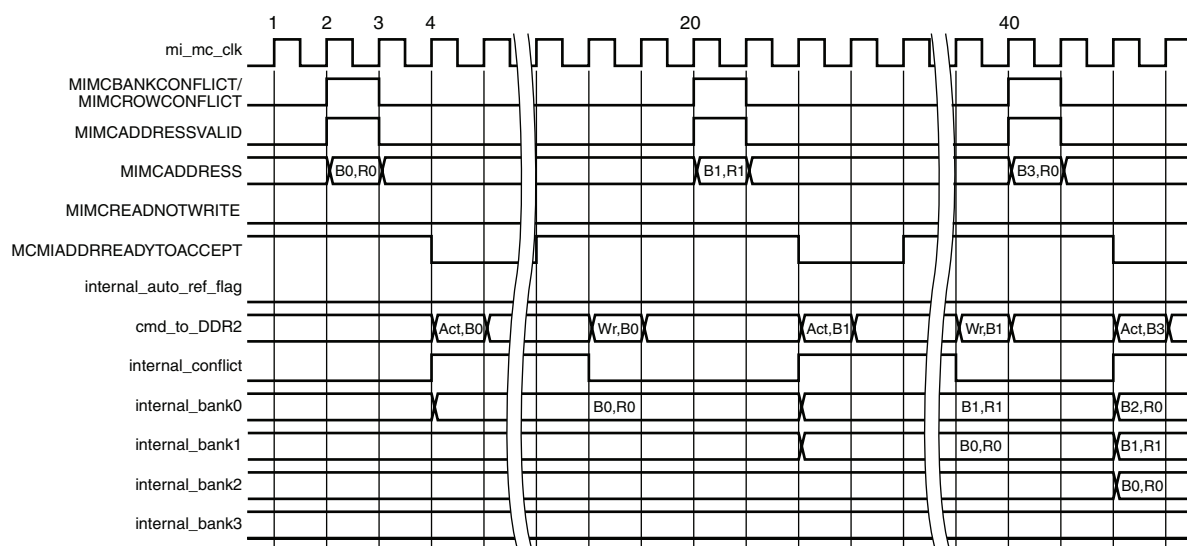 1 2 3 4 20 40
mi_mc_clk
MIMCBANKCONFLICT/
MIMCROWCONFLICT
MIMCADDRESSVALID
MIMCADDRESS B0,R0 B1,R1 B3,R0
MIMCREADNOTWRITE
MCMIADDRREADYTOACCEPT
internal_auto_ref_flag
cmd_to_DDR2 Act,B0 Wr,B0 Act,B1 Wr,B1 Act,B3
internal_conflict
internal_bank0 B0,R0 B1,R1 B2,R0
internal_bank1 B0,R0 B1,R1
internal_bank2 B0,R0
internal_bank3